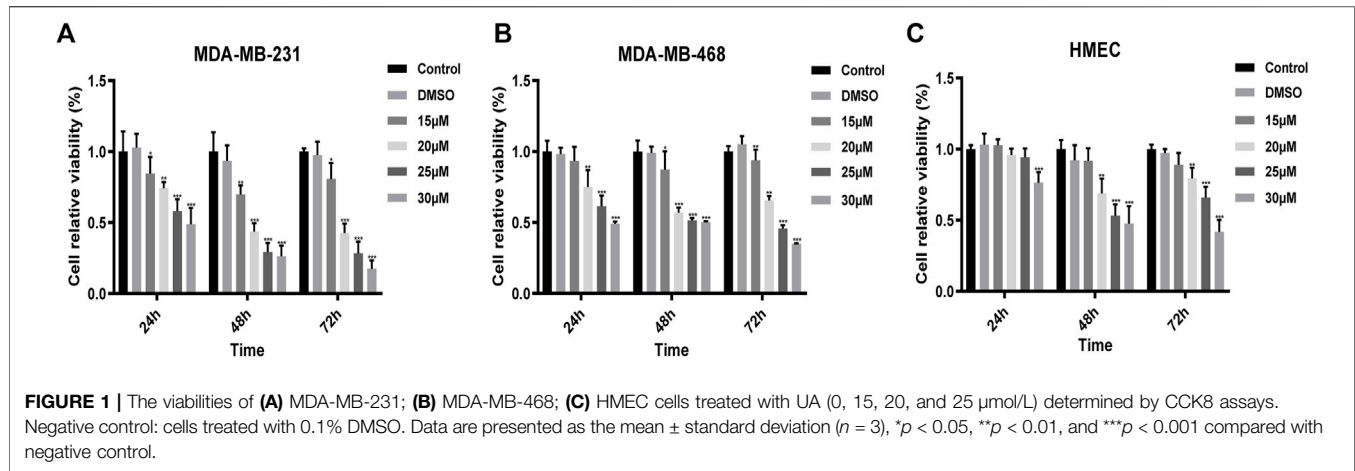 A
MDA-MB-231
Cell relative viability (%)
1.5
1.0
0.5
0.0
* ** *** ***
** *** *** ***
* *** *** ***
24h
48h
72h
Time
Control
DMSO
15μM
20μM
25μM
30μM
B
MDA-MB-468
Cell relative viability (%)
1.5
1.0
0.5
0.0
** *** ***
* *** *** ***
** ** *** ***
24h
48h
72h
Time
Control
DMSO
15μM
20μM
25μM
30μM
C
HMEC
Cell relative viability (%)
1.5
1.0
0.5
0.0
***
** *** ***
** *** ***
24h
48h
72h
Time
Control
DMSO
15μM
20μM
25μM
30μM
FIGURE 1 | The viabilities of (A) MDA-MB-231; (B) MDA-MB-468; (C) HMEC cells treated with UA (0, 15, 20, and 25 μmol/L) determined by CCK8 assays.
Negative control: cells treated with 0.1% DMSO. Data are presented as the mean ± standard deviation (n = 3), *p < 0.05, **p < 0.01, and ***p < 0.001 compared with
negative control.